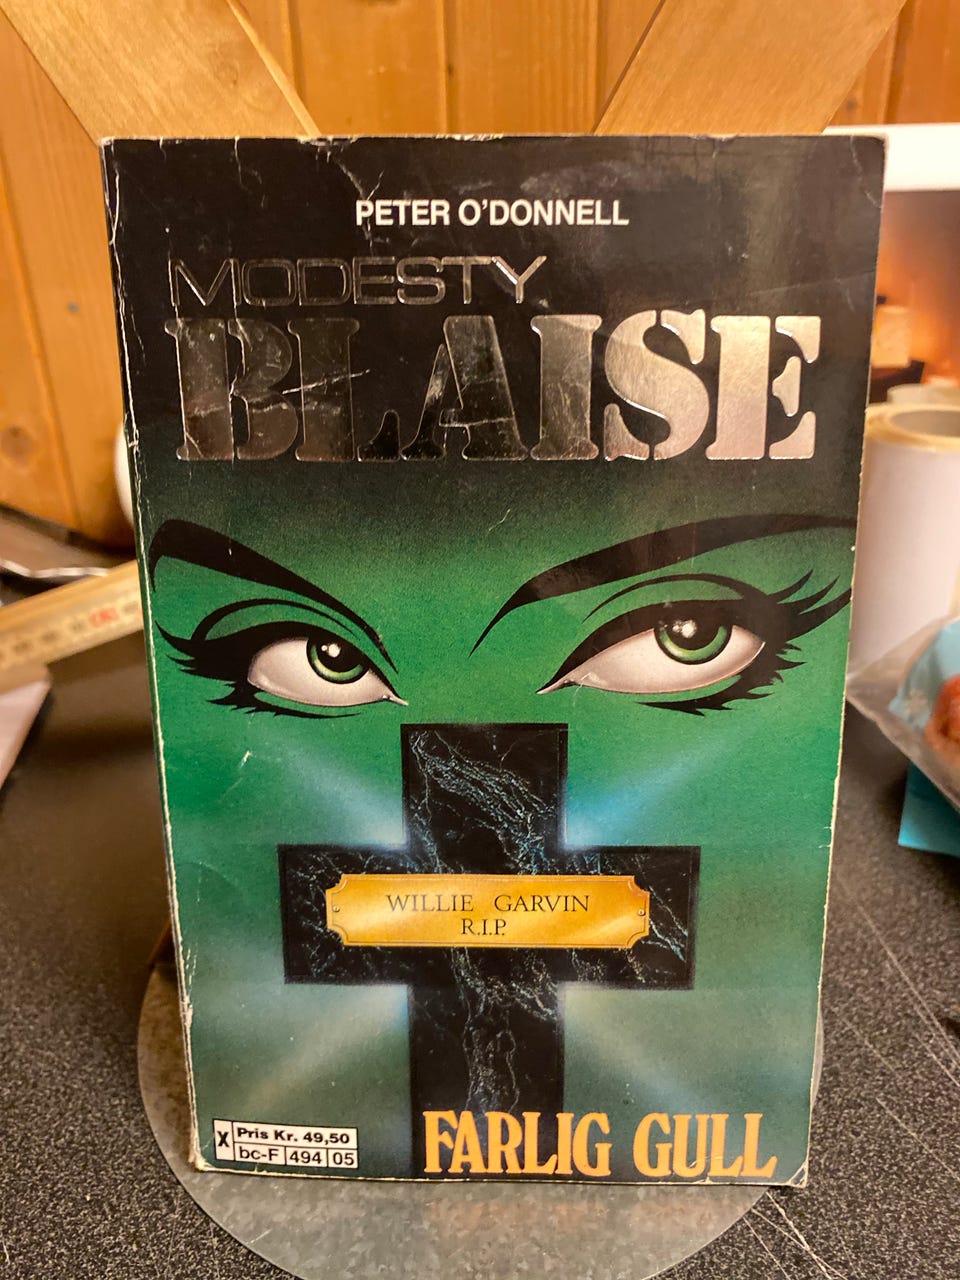 PETER O'DONNELL
MODESTY
BLAISE
WILLIE GARVIN
R.I.P.
FARLIG GULL
X Pris Kr. 49,50
bc-F 494 05